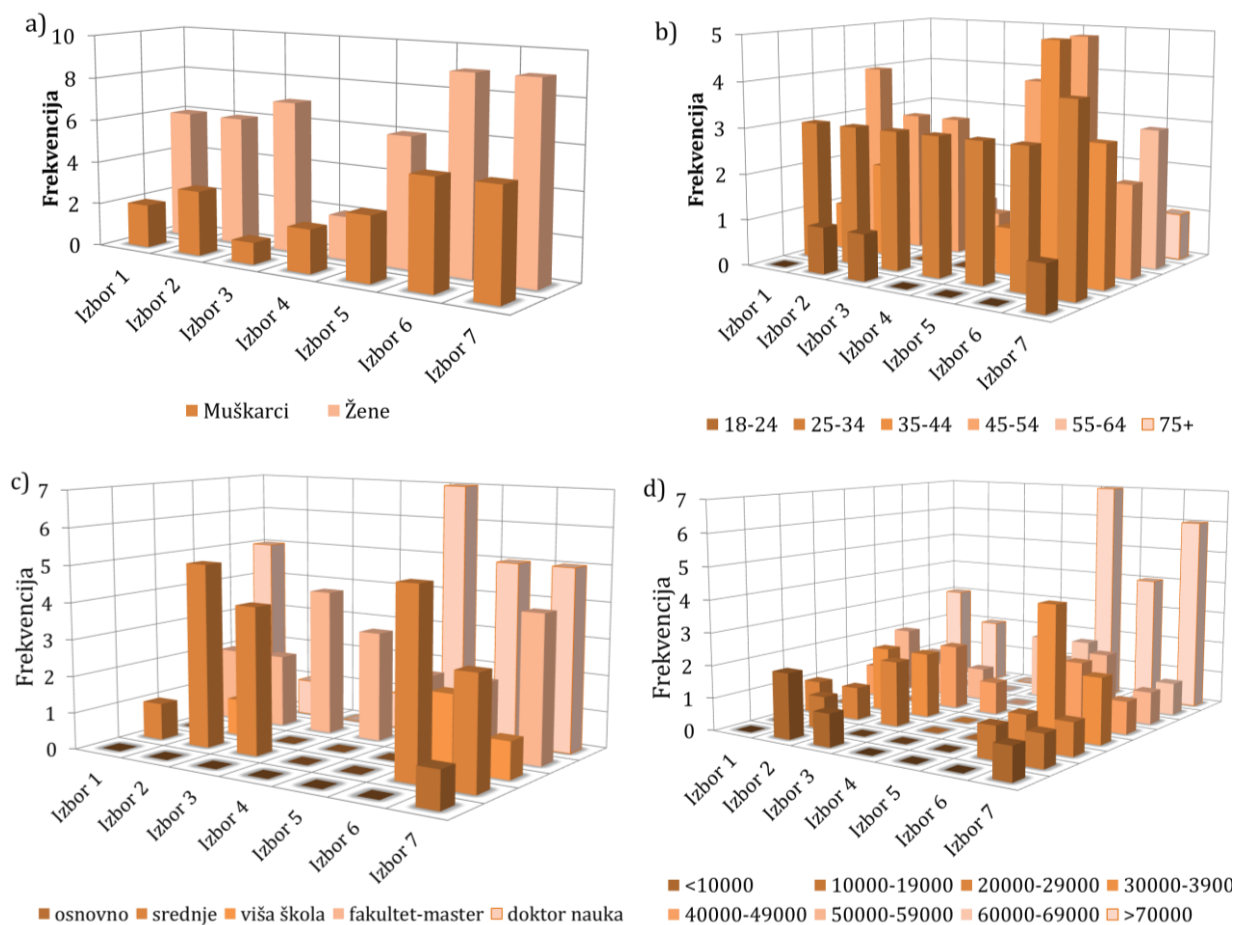 a)
Frekvencija
10
8
6
4
2
0
Izbor 1
Izbor 2
Izbor 3
Izbor 4
Izbor 5
Izbor 6
Izbor 7
Muškarci Žene
b)
Frekvencija
5
4
3
2
1
0
Izbor 1
Izbor 2
Izbor 3
Izbor 4
Izbor 5
Izbor 6
Izbor 7
18-24 25-34 35-44 45-54 55-64 75+
c)
Frekvencija
7
6
5
4
3
2
1
0
Izbor 1
Izbor 2
Izbor 3
Izbor 4
Izbor 5
Izbor 6
Izbor 7
osnovno srednje viša škola fakultet-master doktor nauka
d)
Frekvencija
7
6
5
4
3
2
1
0
Izbor 1
Izbor 2
Izbor 3
Izbor 4
Izbor 5
Izbor 6
Izbor 7
<10000 10000-19000 20000-29000 30000-3900
40000-49000 50000-59000 60000-69000 >70000